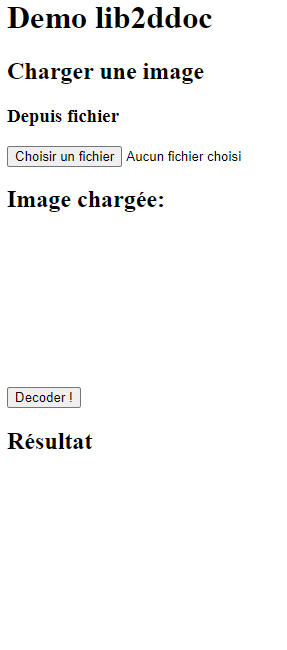 Demo lib2ddoc
Charger une image
Depuis fichier
Choisir un fichier Aucun fichier choisi
Image chargée:
Decoder !
Résultat